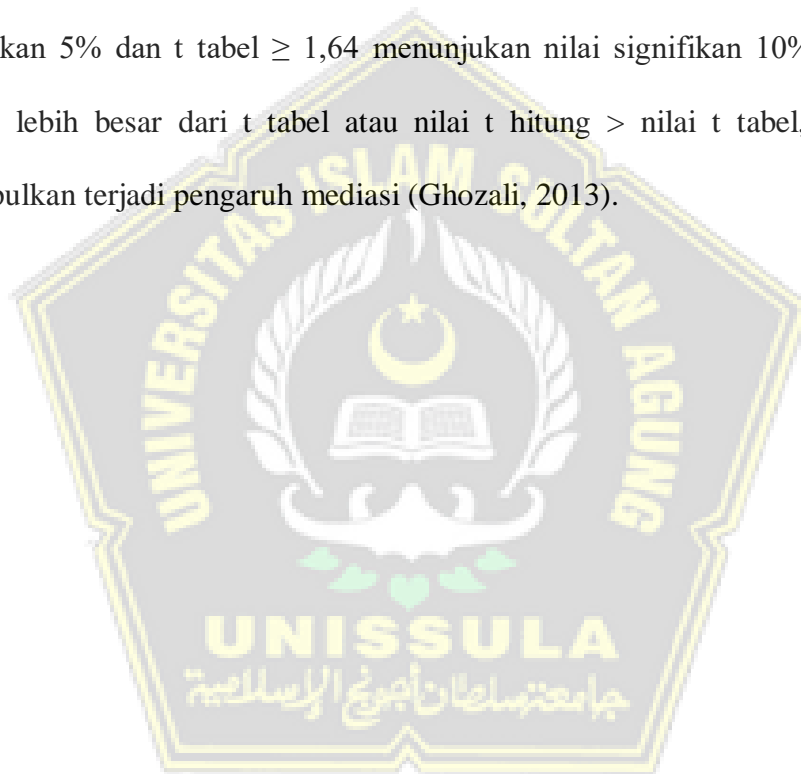 kan 5% dan t tabel ≥ 1,64 menunjukan nilai signifikan 10%
lebih besar dari t tabel atau nilai t hitung > nilai t tabel,
pulkan terjadi pengaruh mediasi (Ghozali, 2013).
UNIVERSITAS ISLAM SULTAN AGUNG
UNISSULA
جامعة سلطان أجونج الإسلامية